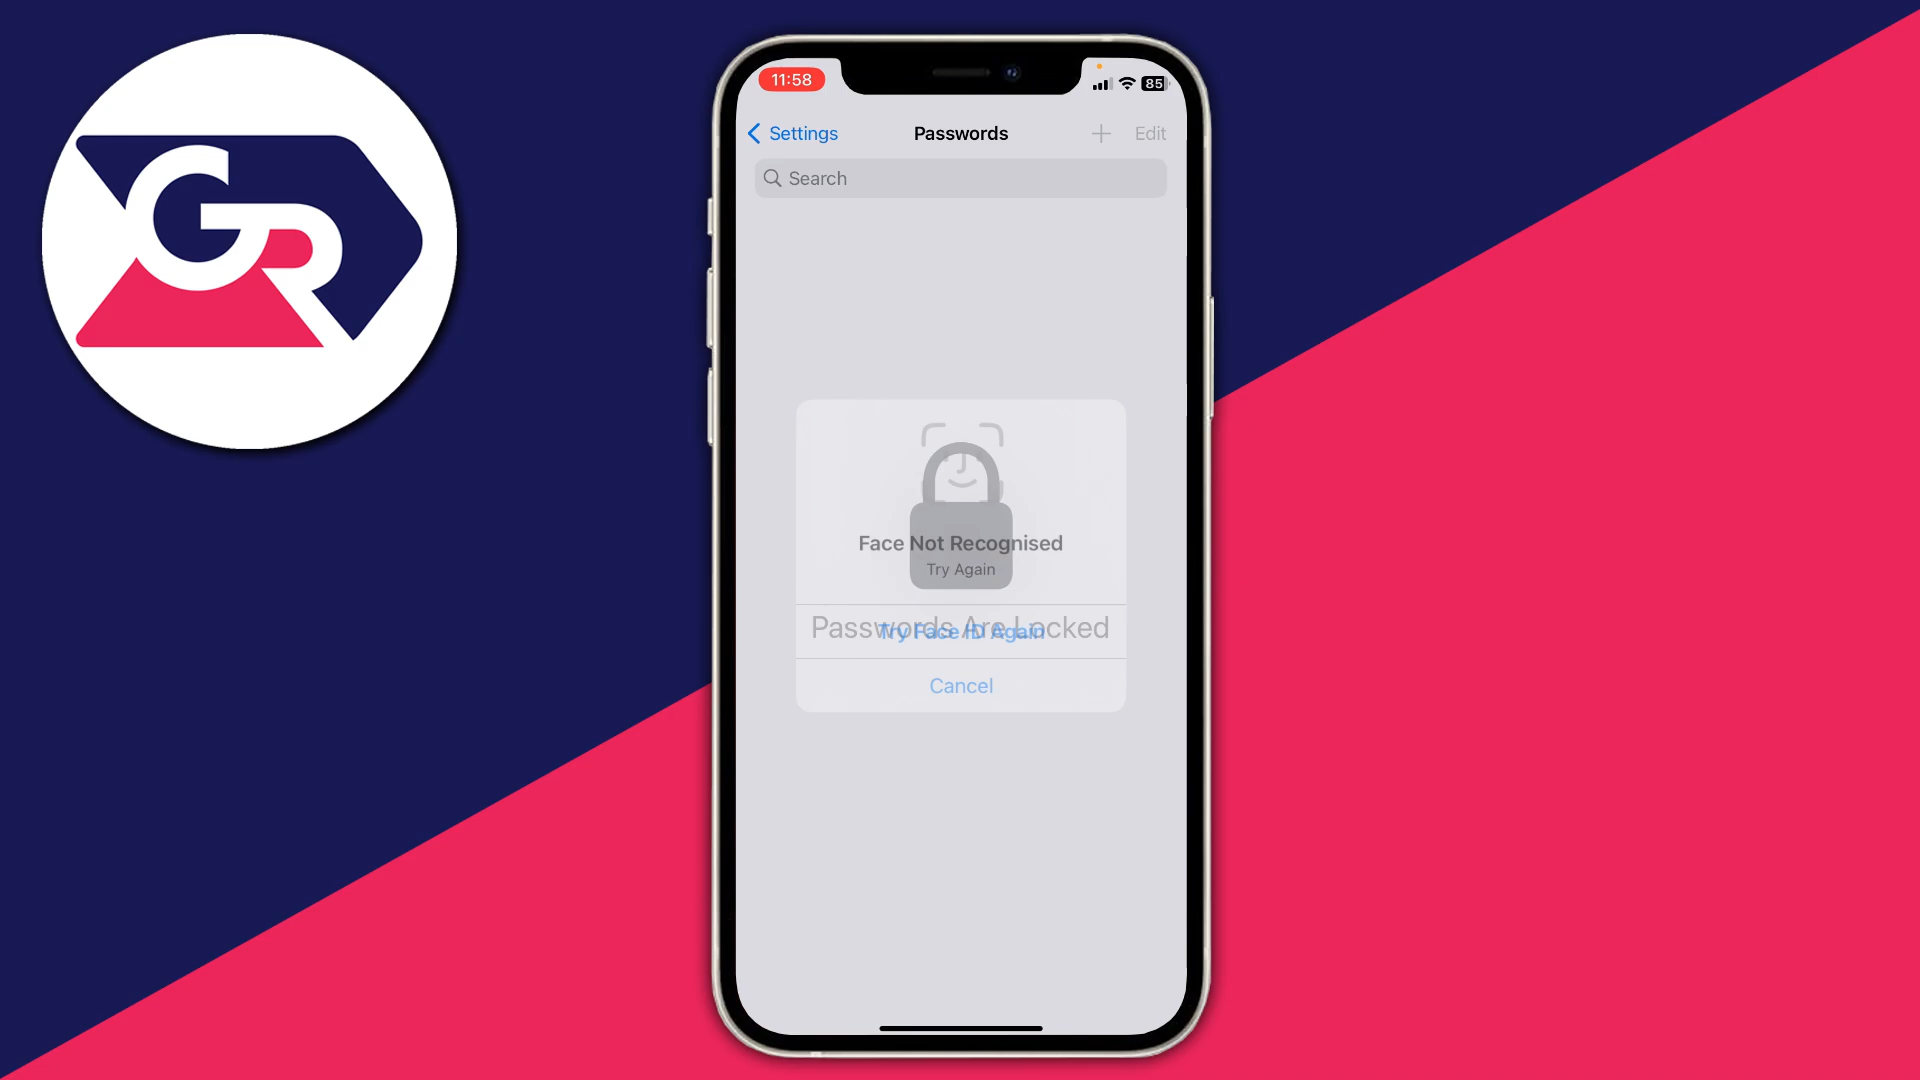 GR
11:58
85
Settings
Passwords
Edit
Search
Face Not Recognised
Try Again
Passwords Are Locked
Try Face ID Again
Cancel